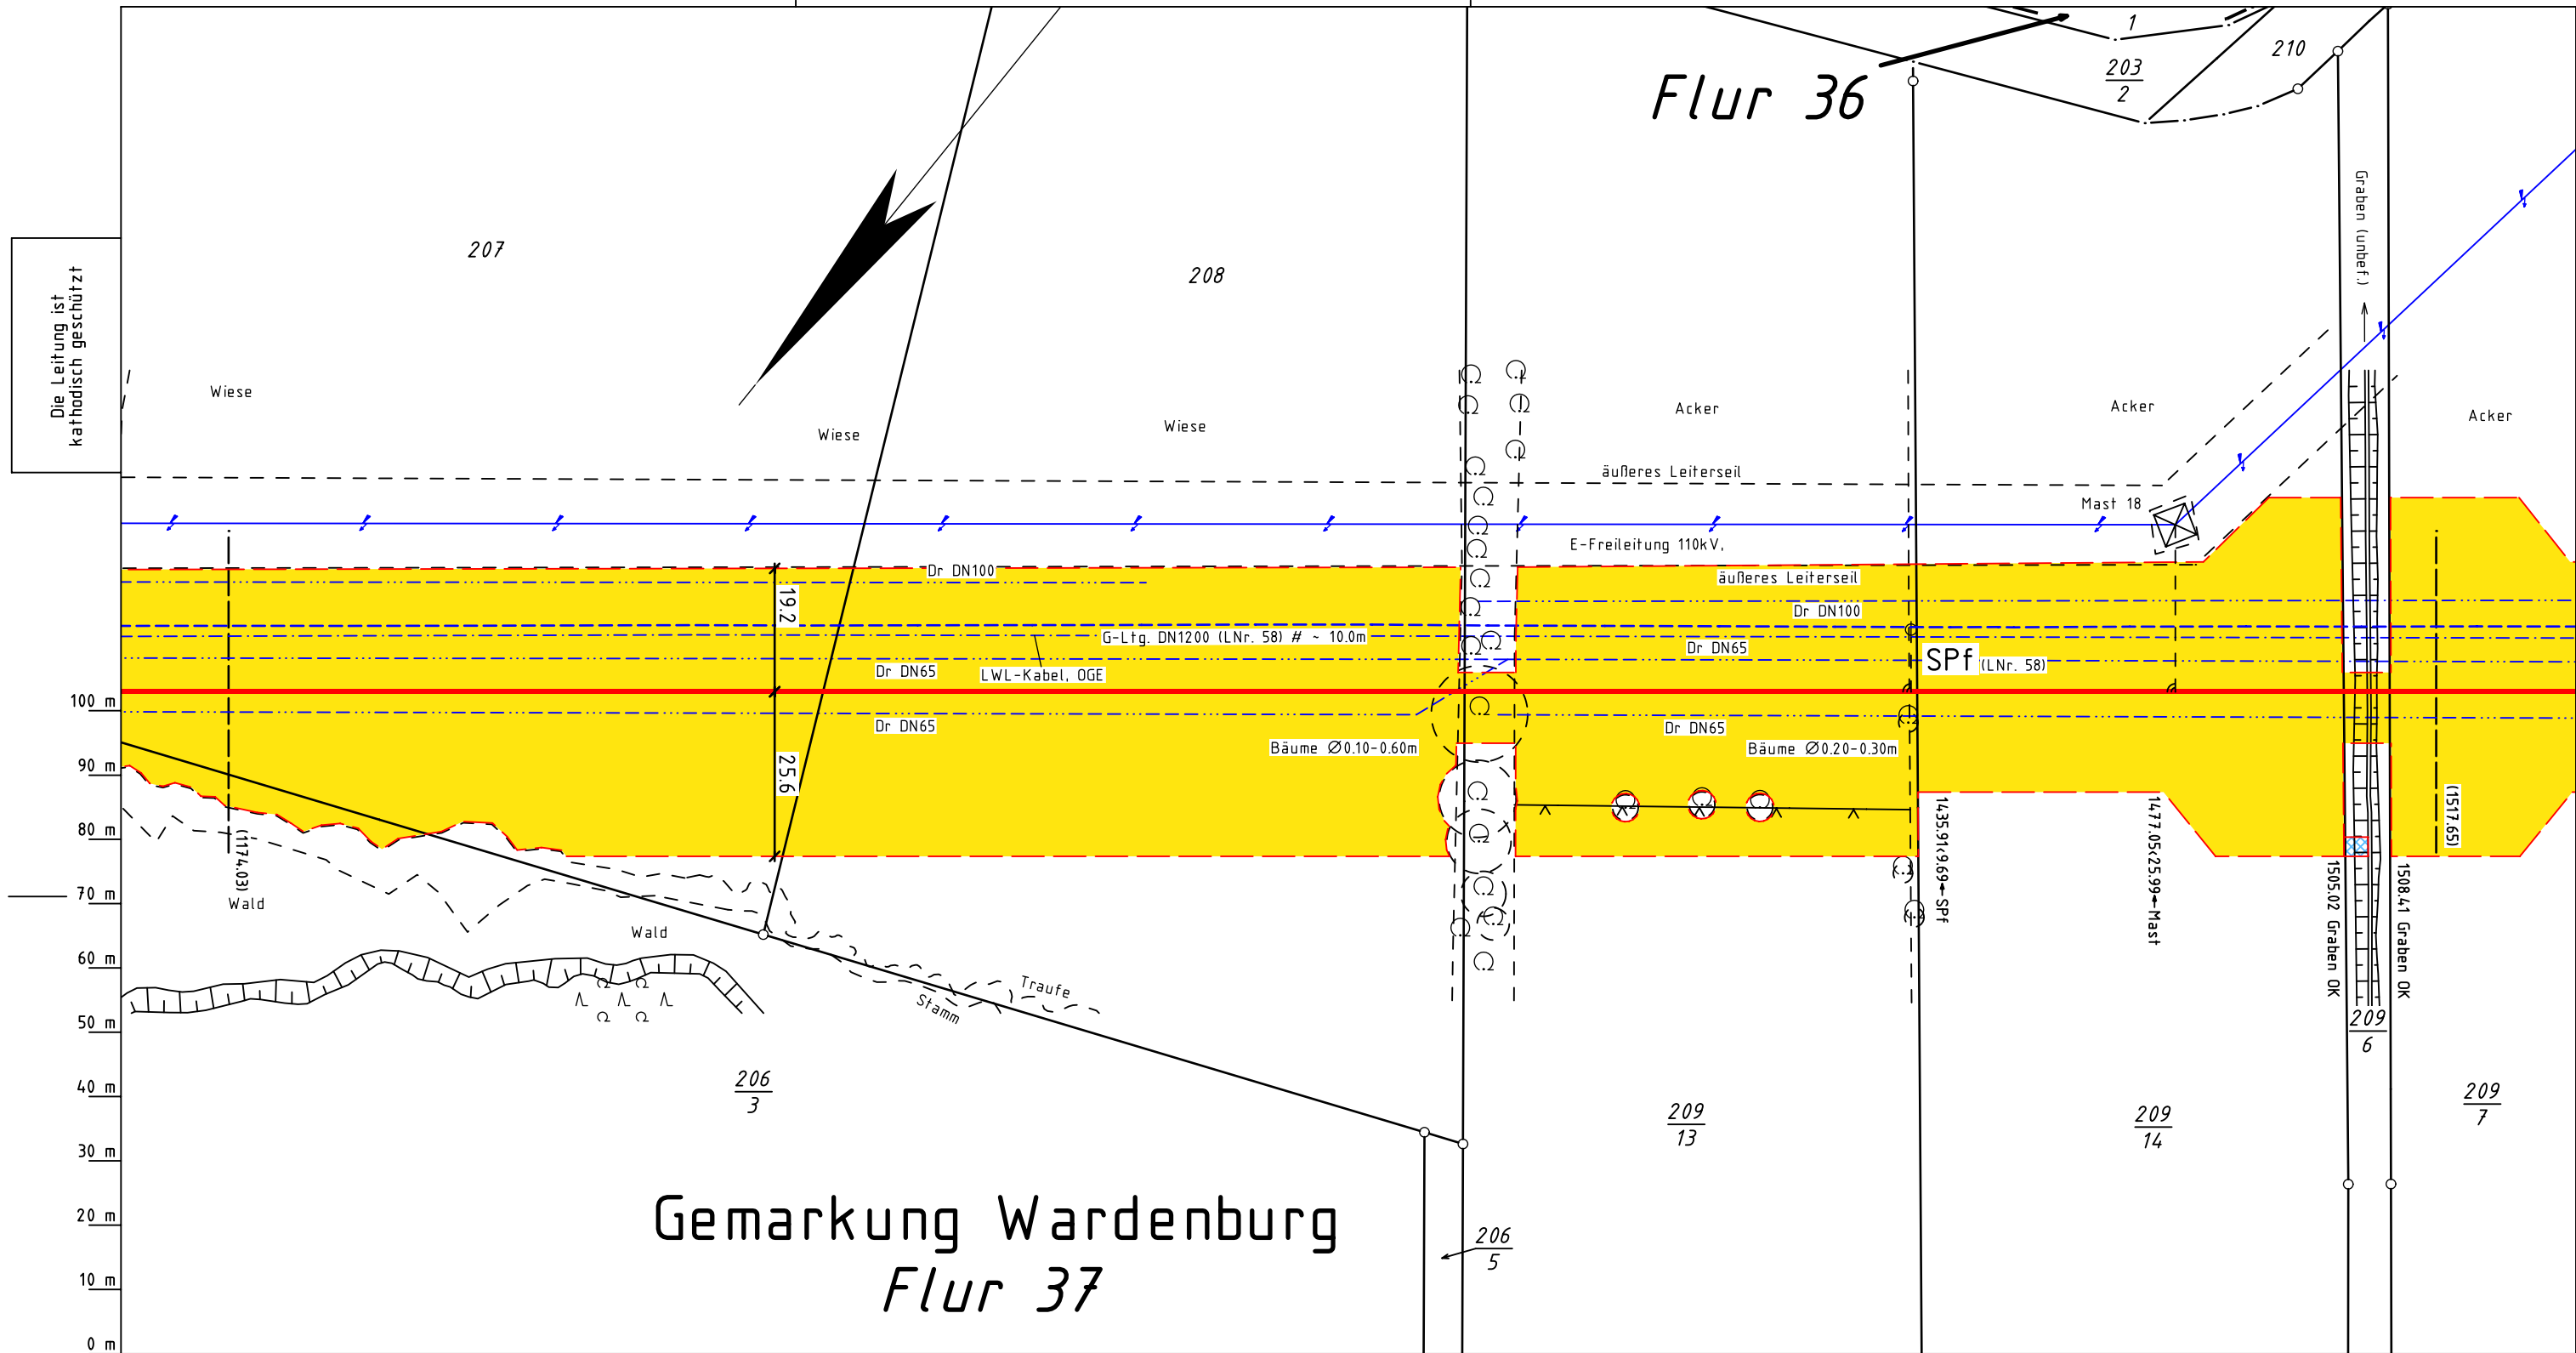 Flur 36
1
203
2
210
207
208
Graben (unbef.)
Die Leitung ist
kathodisch geschützt
Wiese
Wiese
Wiese
Acker
Acker
Acker
äußeres Leiterseil
Mast 18
E-Freileitung 110kV,
äußeres Leiterseil
Dr DN100
19.2
Dr DN100
G-Ltg. DN1200 (LNr. 58) # ~ 10.0m
Dr DN65
Dr DN65
LWL-Kabel, OGE
SPf
(LNr. 58)
100 m
Dr DN65
Dr DN65
Bäume Ø0.10-0.60m
Bäume Ø0.20-0.30m
90 m
25.6
80 m
(1174.03)
1435.91<9.69→SPf
1477.05<25.99→Mast
(1517.65)
1505.02 Graben OK
1508.41 Graben OK
70 m
Wald
Wald
60 m
Traufe
Stamm
50 m
209
6
40 m
206
3
209
13
209
14
209
7
30 m
20 m
Gemarkung Wardenburg
206
5
10 m
Flur 37
0 m